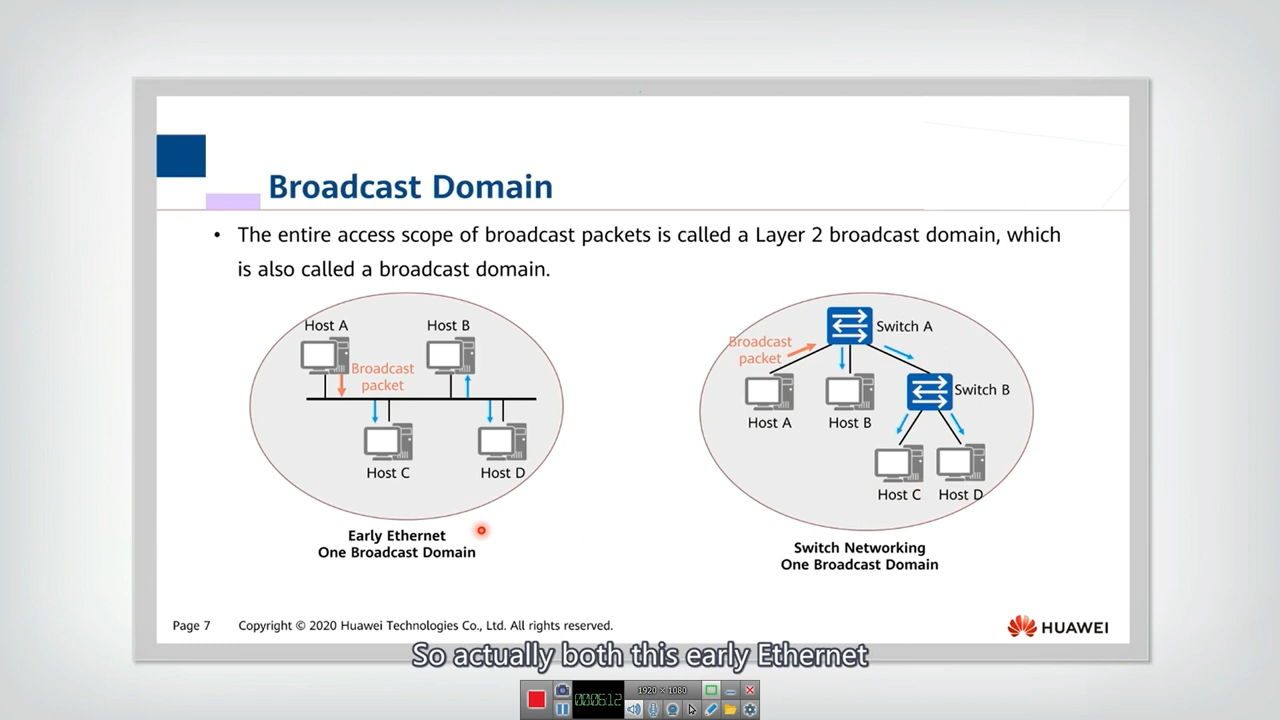 Broadcast Domain
• The entire access scope of broadcast packets is called a Layer 2 broadcast domain, which
is also called a broadcast domain.
Host A
Host B
Broadcast
packet
Host C
Host D
Early Ethernet
One Broadcast Domain
Switch A
Broadcast
packet
Switch B
Host A
Host B
Host C
Host D
Switch Networking
One Broadcast Domain
Page 7
Copyright © 2020 Huawei Technologies Co., Ltd. All rights reserved.
HUAWEI
So actually both this early Ethernet
1920 × 1080